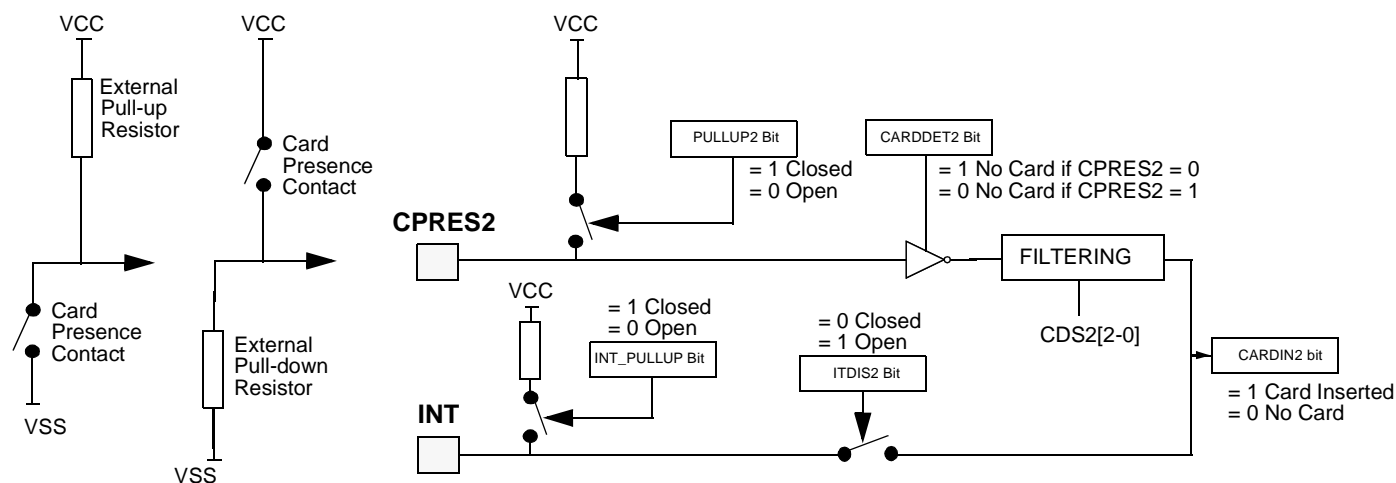 VCC
External
Pull-up
Resistor
Card
Presence
Contact
VSS
VCC
Card
Presence
Contact
External
Pull-down
Resistor
VSS
VCC
PULLUP2 Bit
= 1 Closed
= 0 Open
CARDDET2 Bit
= 1 No Card if CPRES2 = 0
= 0 No Card if CPRES2 = 1
CPRES2
FILTERING
CDS2[2-0]
VCC
= 1 Closed
= 0 Open
INT_PULLUP Bit
= 0 Closed
= 1 Open
ITDIS2 Bit
INT
CARDIN2 bit
= 1 Card Inserted
= 0 No Card